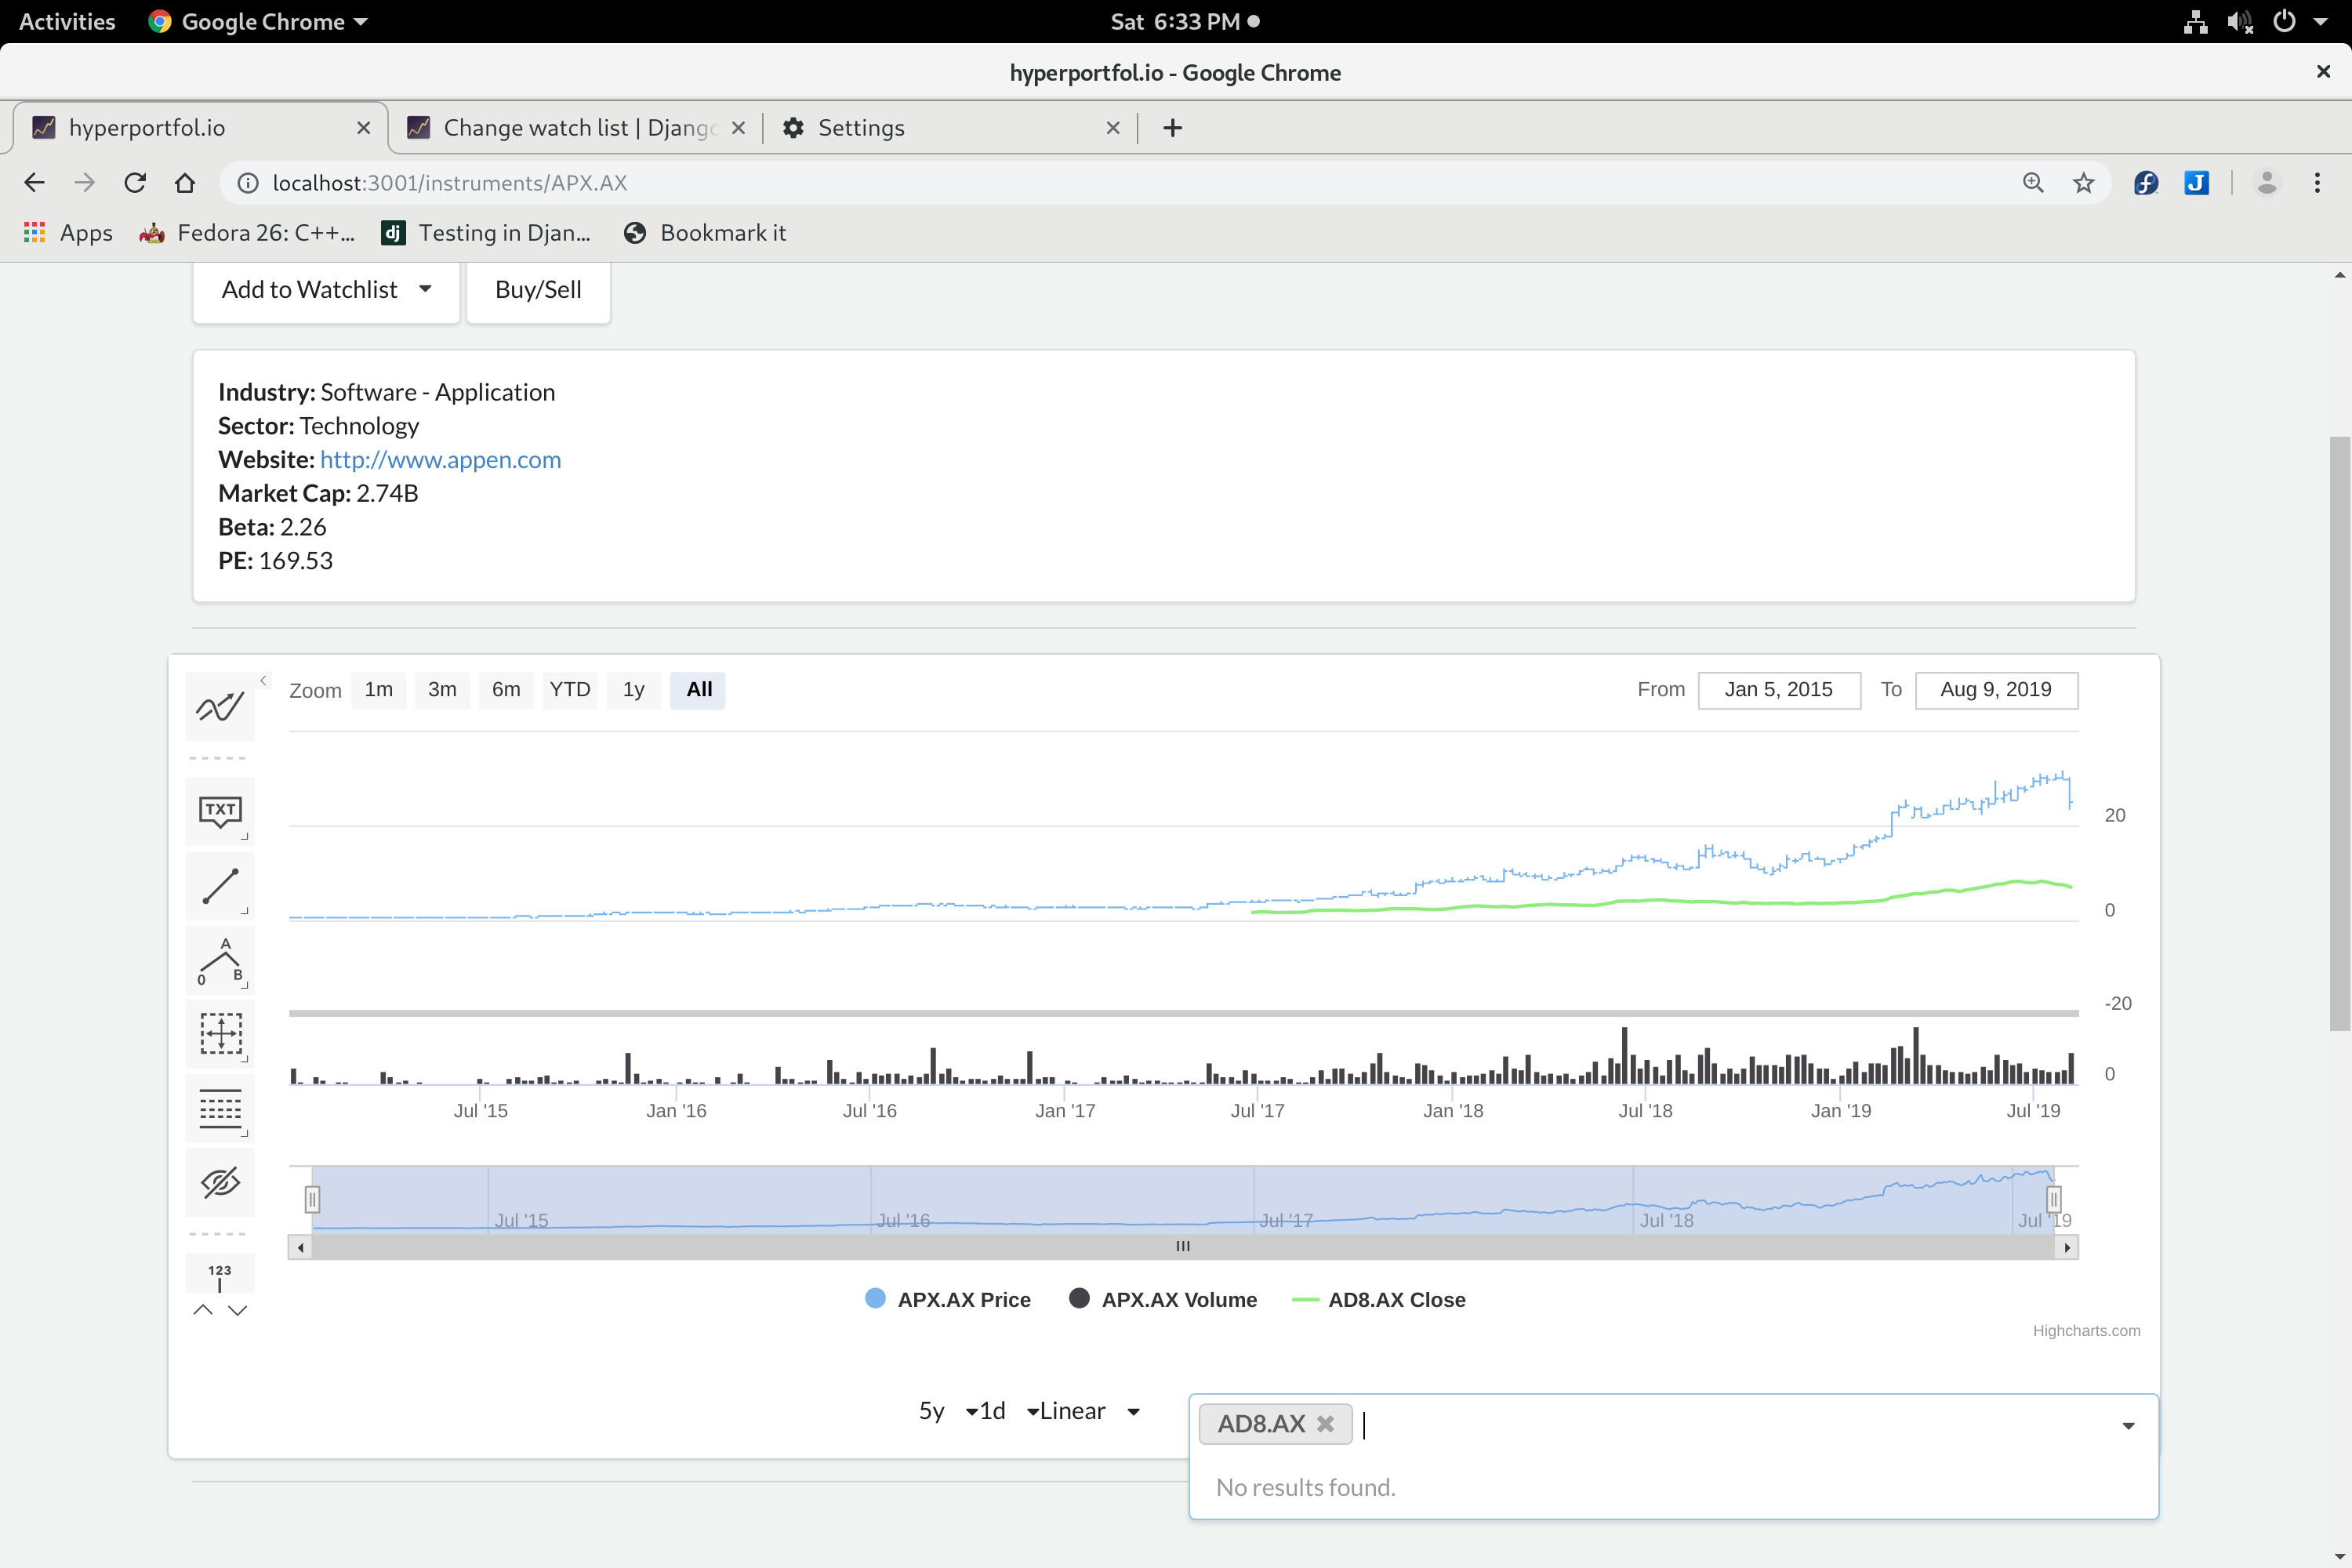 Activities Google Chrome Sat 6:33 PM
hyperportfol.io - Google Chrome
hyperportfol.io Change watch list | Django Settings
localhost:3001/instruments/APX.AX
Apps Fedora 26: C++... dj Testing in Djan... Bookmark it
Add to Watchlist Buy/Sell
Industry: Software - Application
Sector: Technology
Website: http://www.appen.com
Market Cap: 2.74B
Beta: 2.26
PE: 169.53
Zoom 1m 3m 6m YTD 1y All From Jan 5, 2015 To Aug 9, 2019
TXT
20
A
0 B
0
-20
0
Jul '15 Jan '16 Jul '16 Jan '17 Jul '17 Jan '18 Jul '18 Jan '19 Jul '19
Jul '15 Jul '16 Jul '17 Jul '18 Jul '19
123
APX.AX Price APX.AX Volume AD8.AX Close
Highcharts.com
5y 1d Linear AD8.AX
No results found.